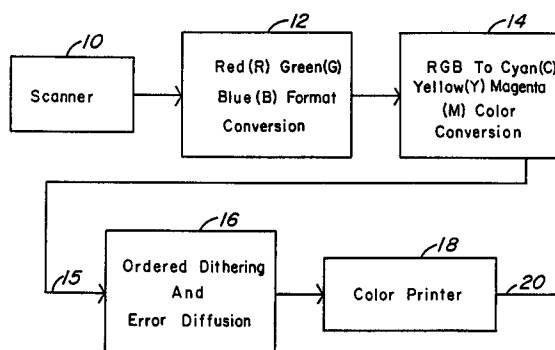 10
Scanner
12
Red(R) Green(G)
Blue(B) Format
Conversion
14
RGB To Cyan(C)
Yellow(Y) Magenta
(M) Color
Conversion
15
16
Ordered Dithering
And
Error Diffusion
18
Color Printer
20